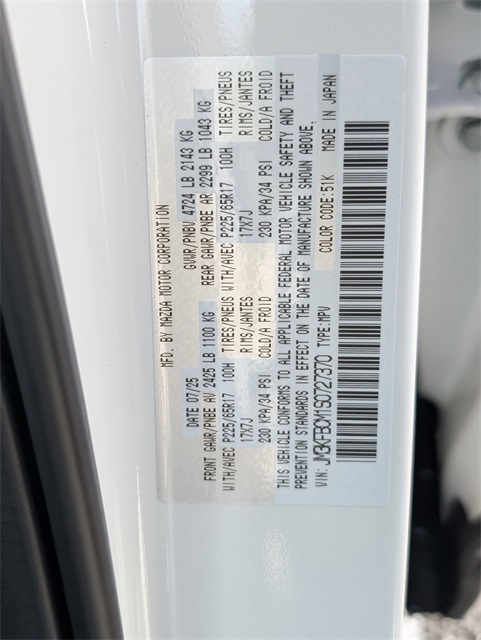 MFD. BY MAZDA MOTOR CORPORATION
DATE 07/25 GVWR/PNBV 4724 LB 2143 KG
FRONT GAWR/PNBE AV 2425 LB 1100 KG REAR GAWR/PNBE AR 2299 LB 1043 KG
WITH/AVEC P225/65R17 100H TIRES/PNEUS WITH/AVEC P225/65R17 100H TIRES/PNEUS
17X7J RIMS/JANTES 17X7J RIMS/JANTES
230 KPA/34 PSI COLD/A FROID 230 KPA/34 PSI COLD/A FROID
THIS VEHICLE CONFORMS TO ALL APPLICABLE FEDERAL MOTOR VEHICLE SAFETY AND THEFT
PREVENTION STANDARDS IN EFFECT ON THE DATE OF MANUFACTURE SHOWN ABOVE.
VIN: JM3KFBCM1S0727370 TYPE:MPV COLOR CODE:51K MADE IN JAPAN